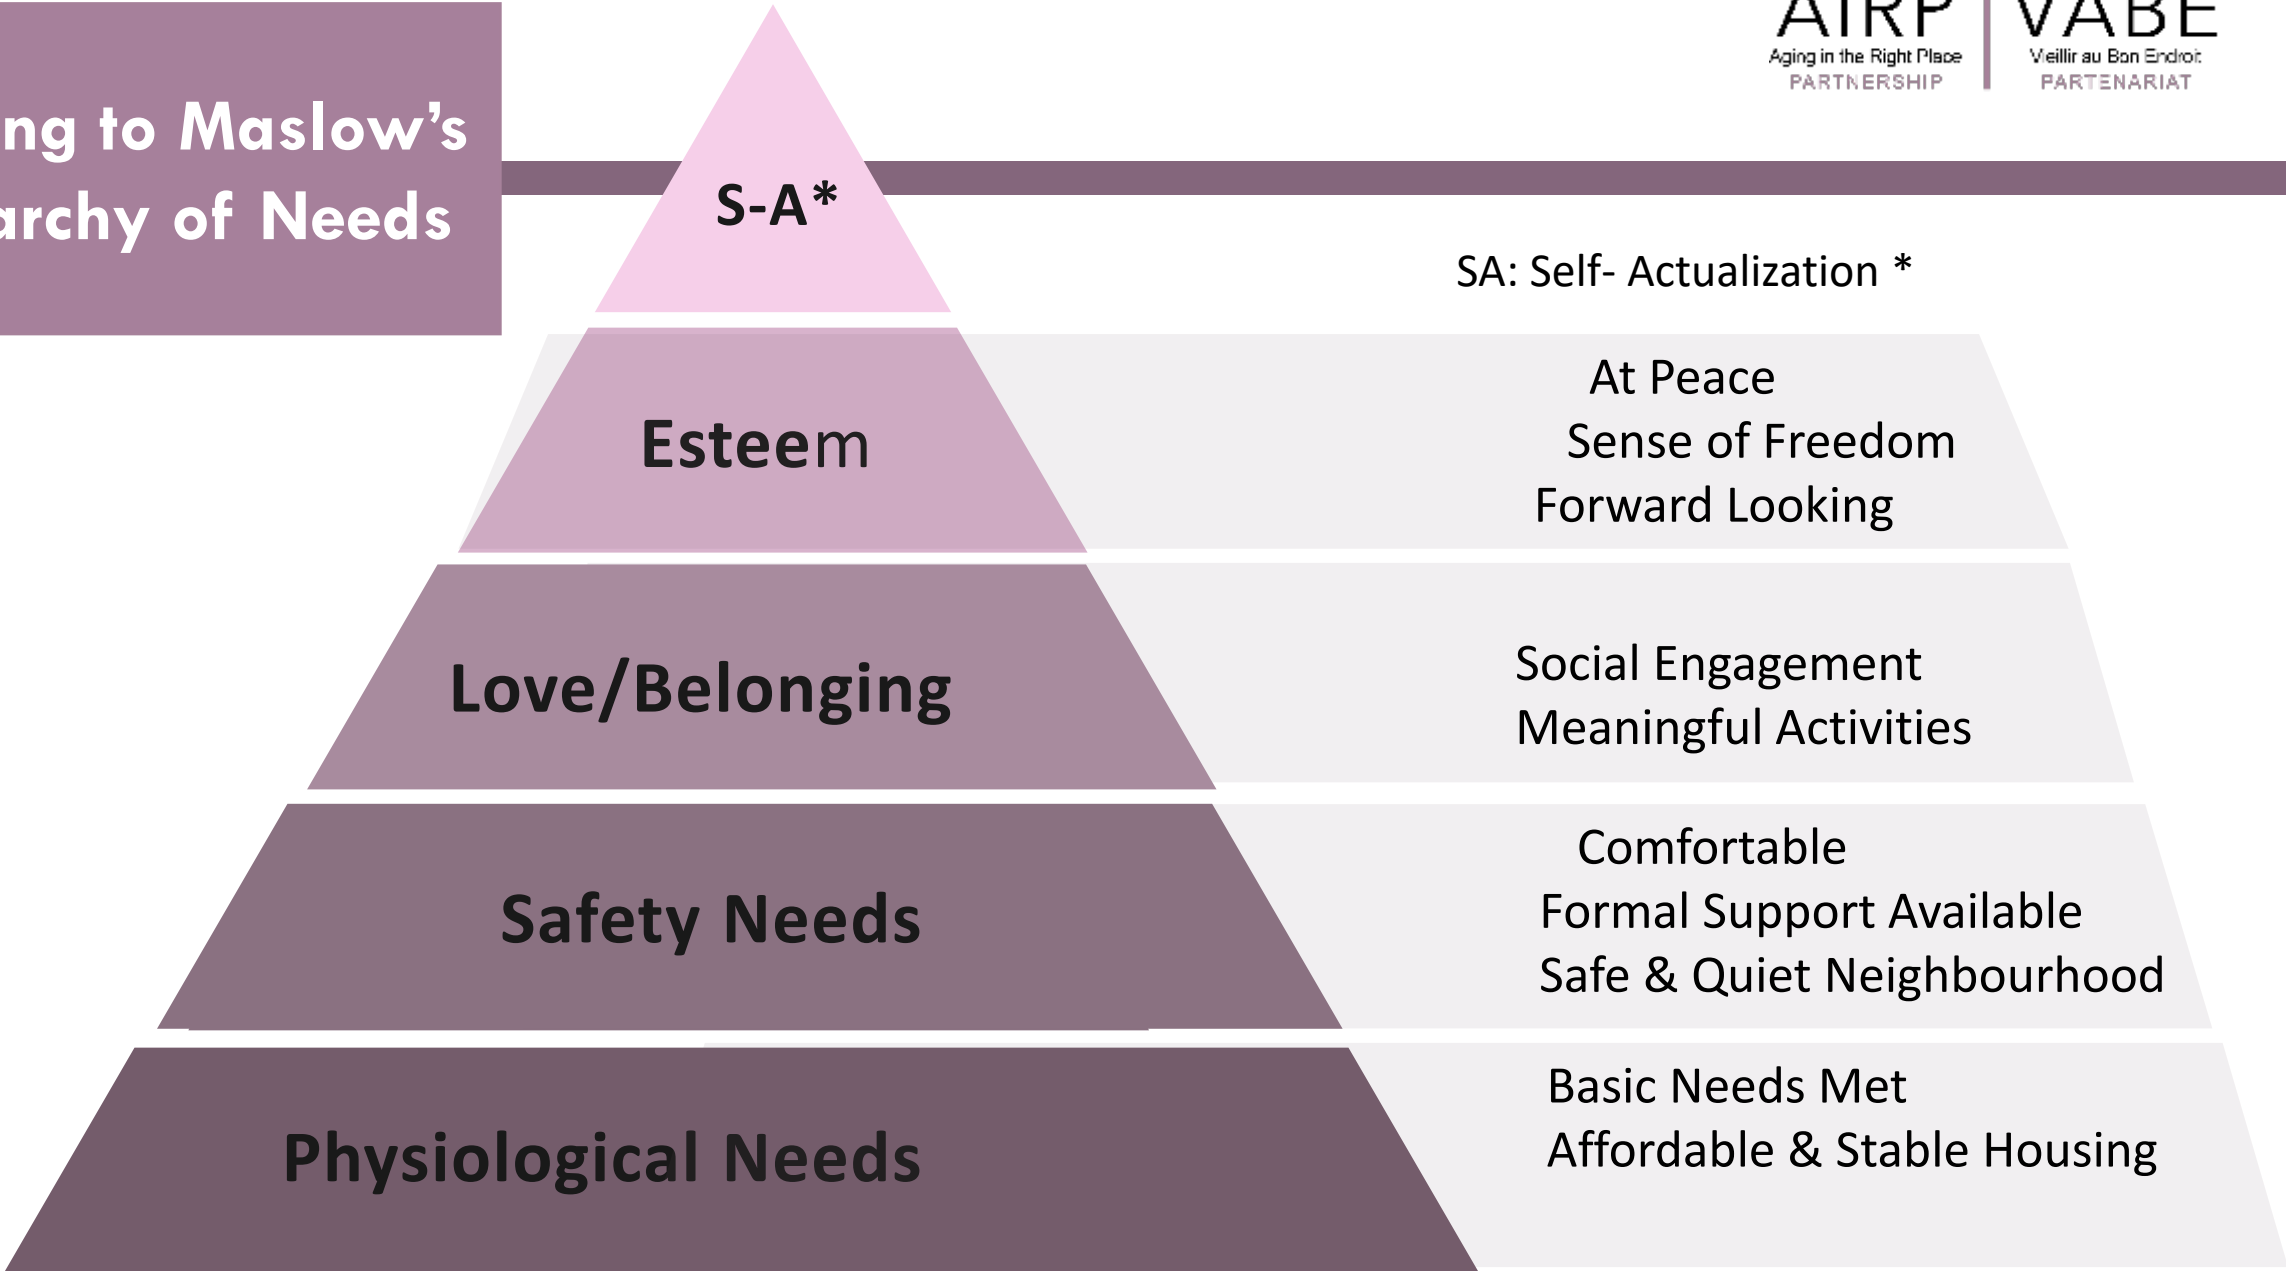 ng to Maslow's
archy of Needs
AIRP | VABE
Aging in the Right Place
Vieillir au Bon Endroit
PARTNERSHIP
PARTENARIAT
S-A*
SA: Self- Actualization *
Esteem
At Peace
Sense of Freedom
Forward Looking
Love/Belonging
Social Engagement
Meaningful Activities
Safety Needs
Comfortable
Formal Support Available
Safe & Quiet Neighbourhood
Physiological Needs
Basic Needs Met
Affordable & Stable Housing